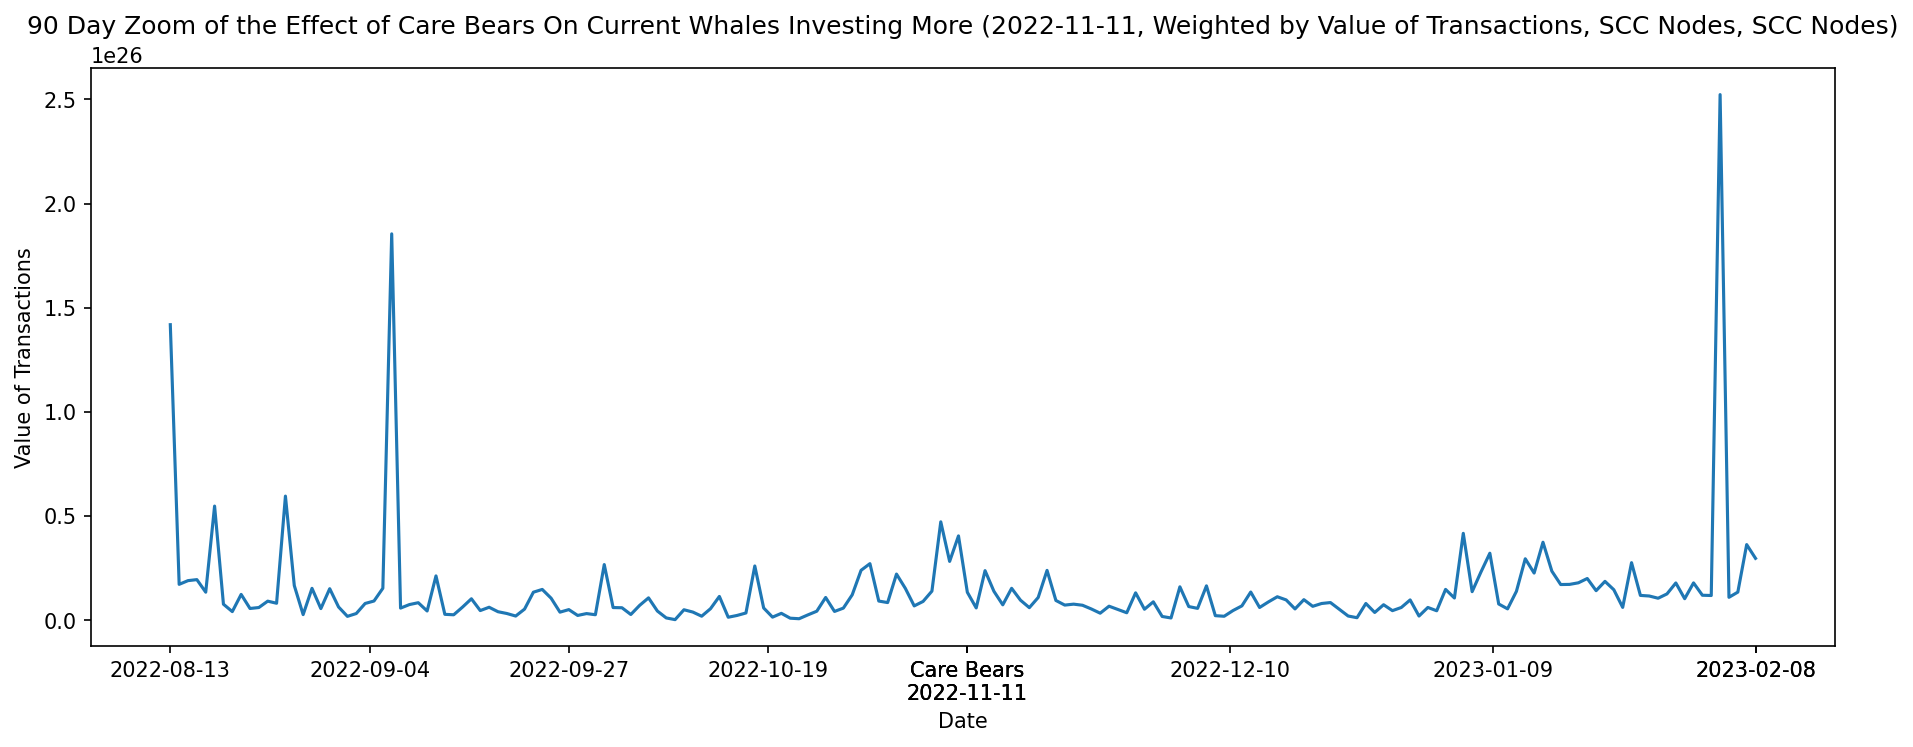 90 Day Zoom of the Effect of Care Bears On Current Whales Investing More (2022-11-11, Weighted by Value of Transactions, SCC Nodes, SCC Nodes)
1e26
2.5
2.0
1.5
1.0
0.5
0.0
Value of Transactions
2022-08-13 2022-09-04 2022-09-27 2022-10-19 Care Bears 2022-12-10 2023-01-09 2023-02-08
2022-11-11
Date